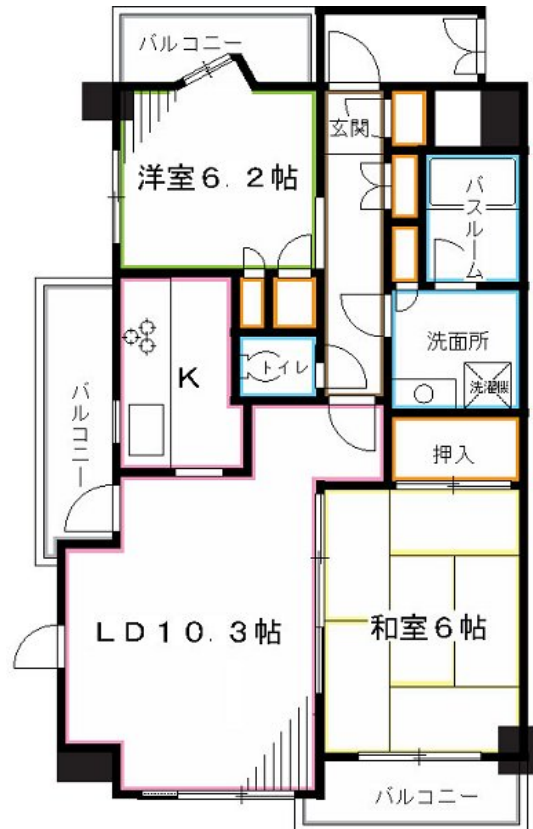 バルコニー
玄関
洋室6.2帖
バスルーム
K
トイレ
洗面所
洗濯機
バルコニー
押入
LD10.3帖
和室6帖
バルコニー